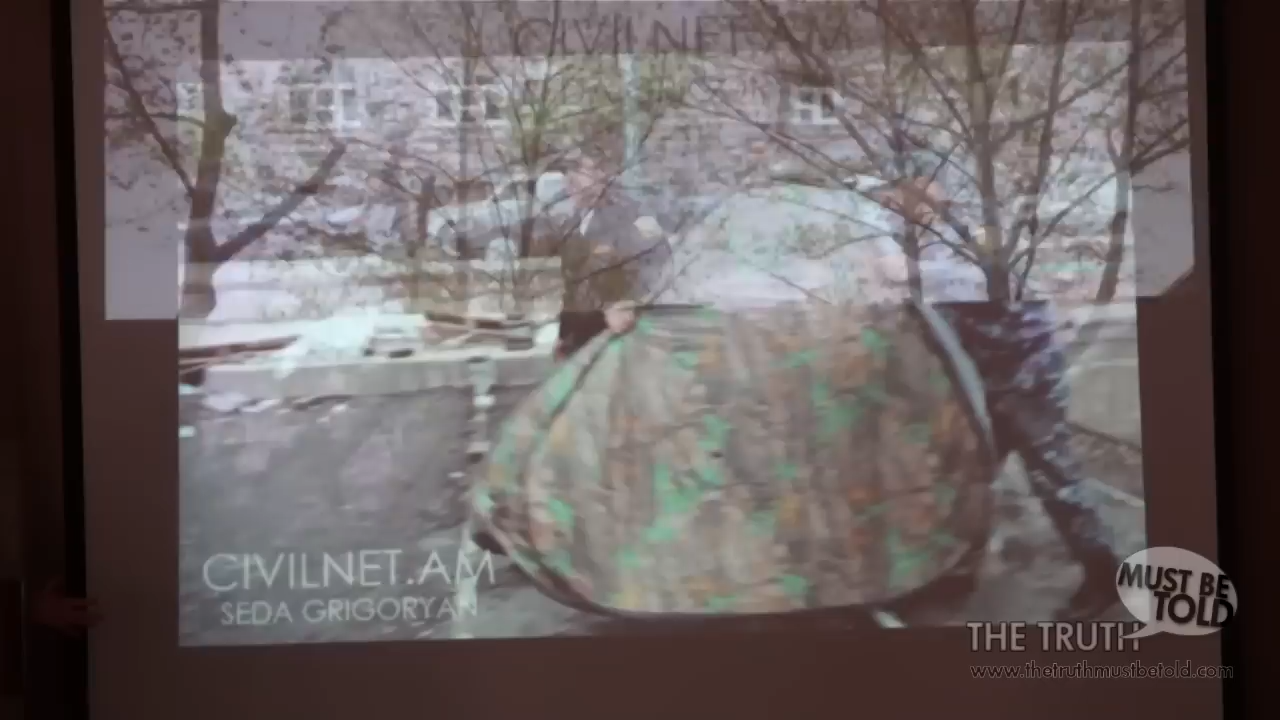 CIVILNET.AM
CIVILNET.AM
SEDA GRIGORYAN
MUST BE
TOLD
THE TRUTH
www.thetruthmustbetold.com